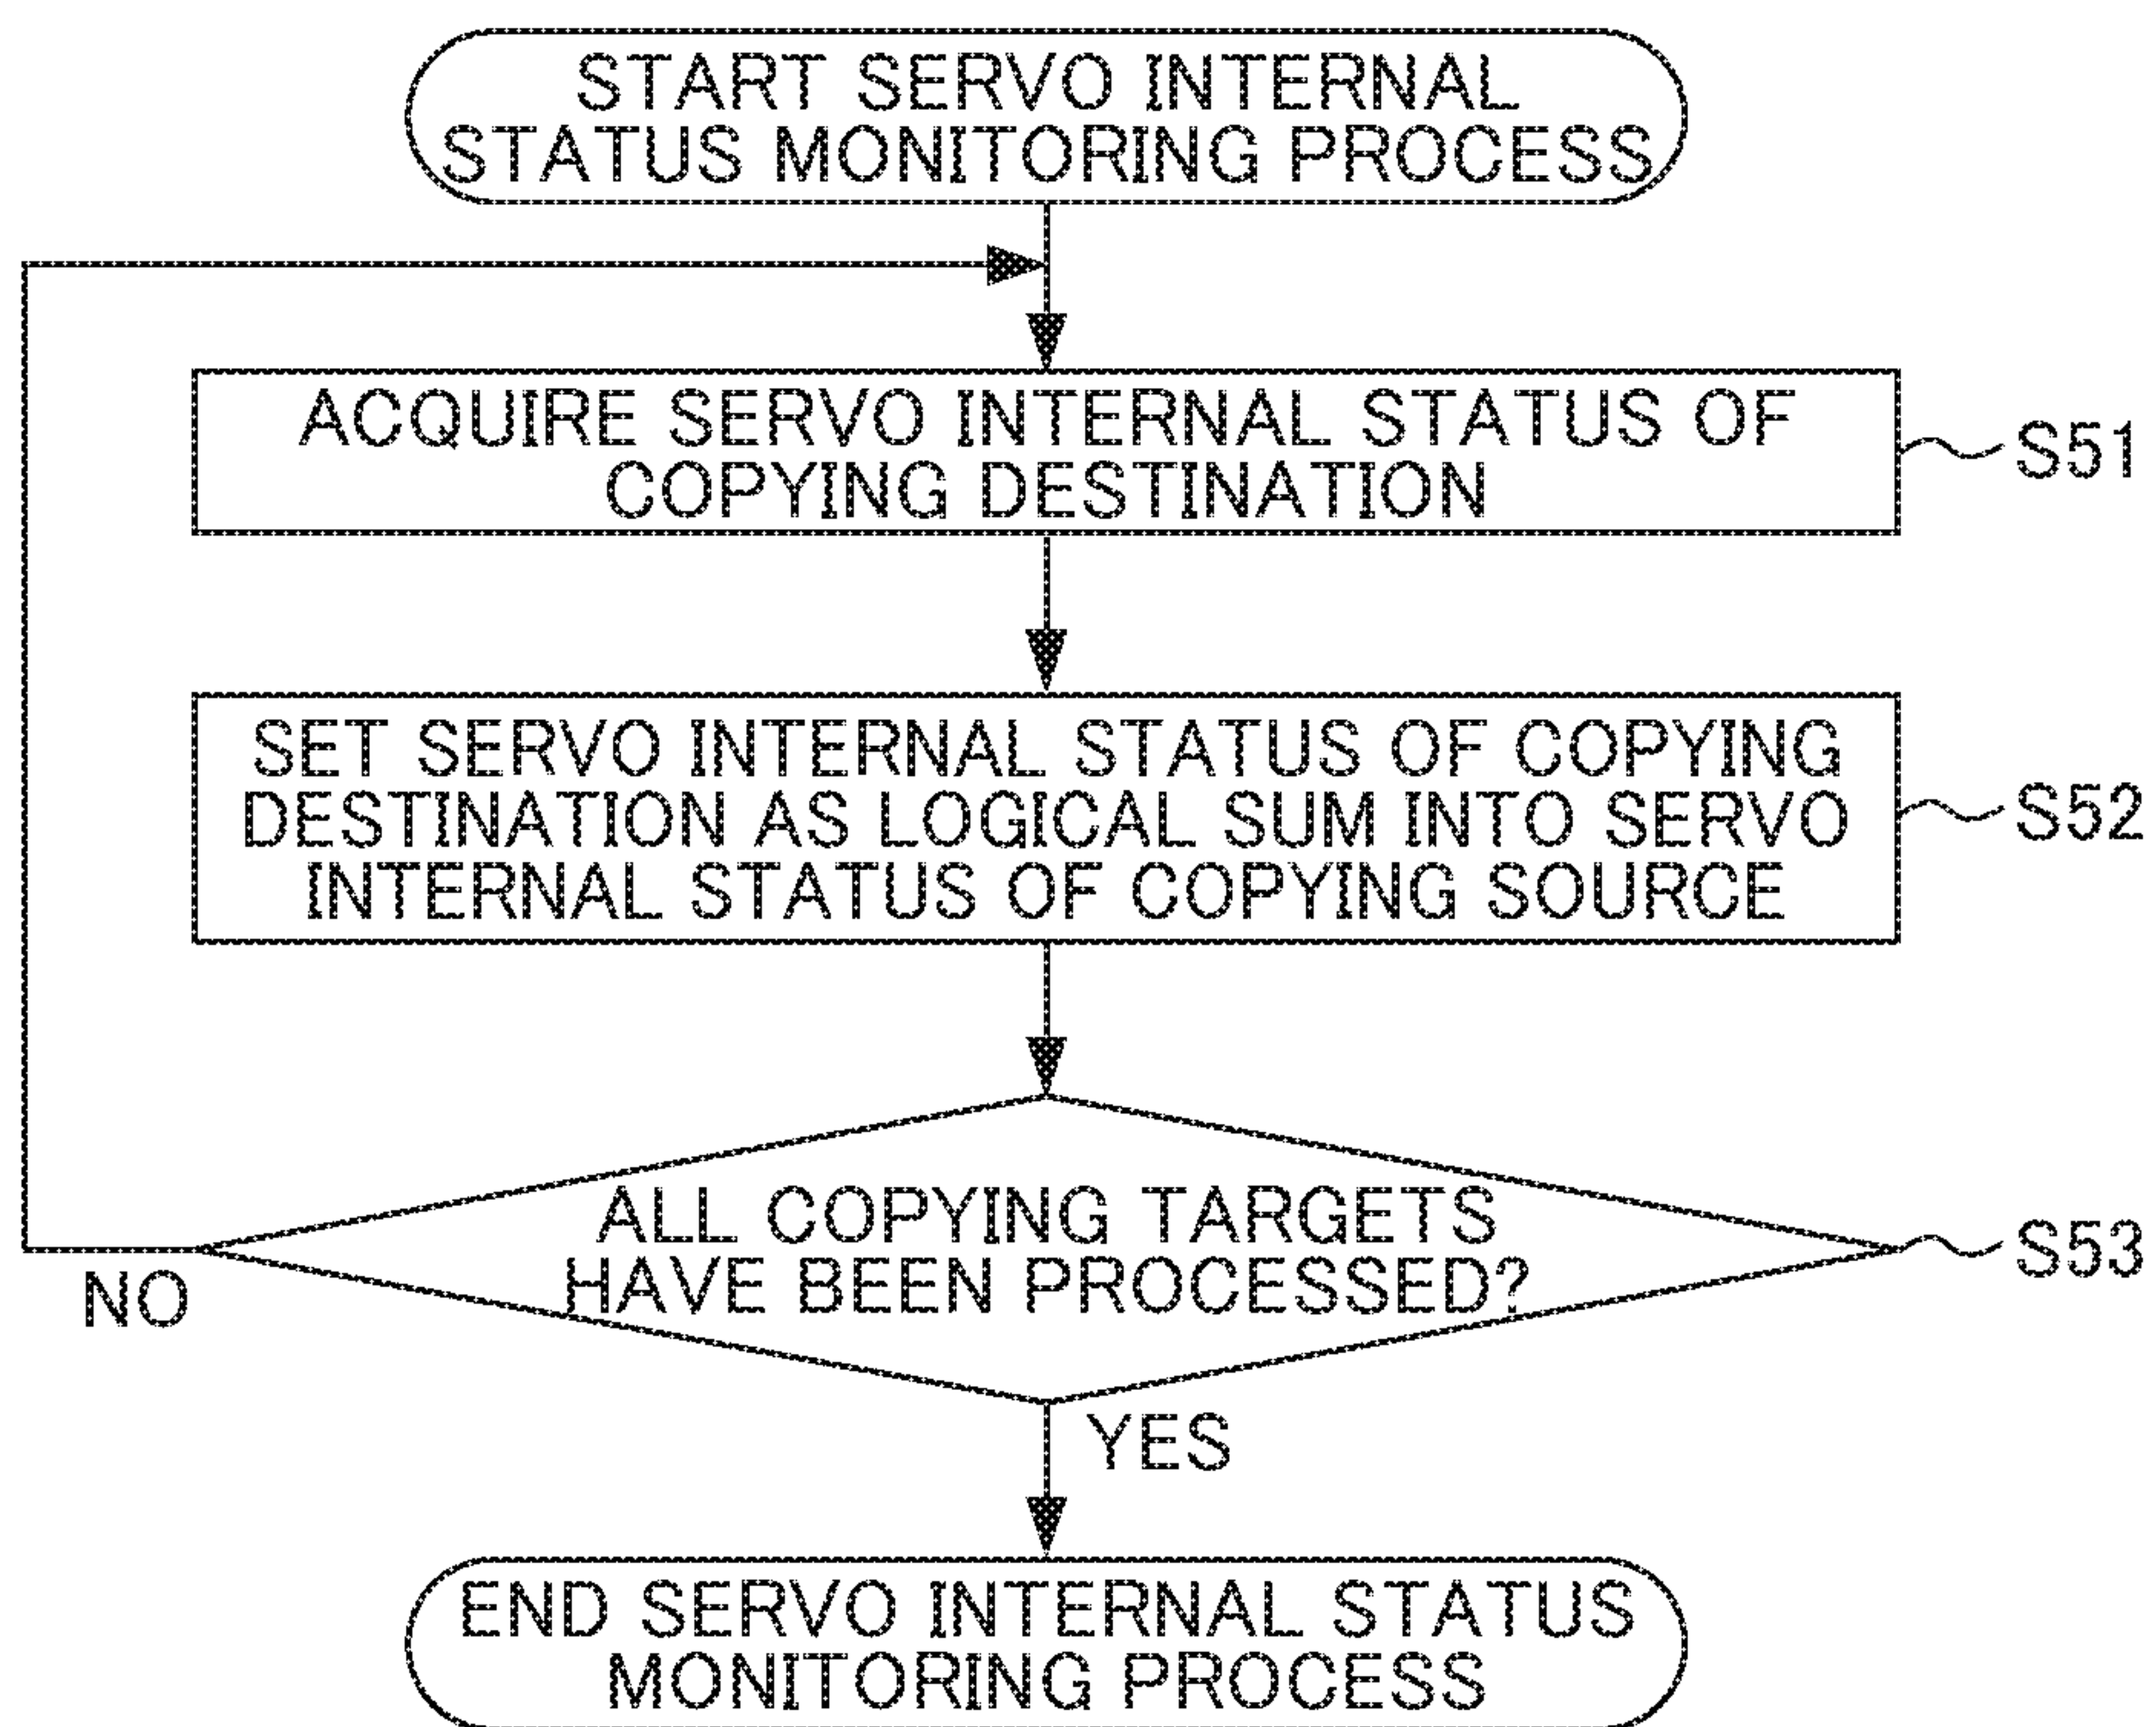 START SERVO INTERNAL
STATUS MONITORING PROCESS
ACQUIRE SERVO INTERNAL STATUS OF
COPYING DESTINATION
S51
SET SERVO INTERNAL STATUS OF COPYING
DESTINATION AS LOGICAL SUM INTO SERVO
INTERNAL STATUS OF COPYING SOURCE
S52
ALL COPYING TARGETS
HAVE BEEN PROCESSED?
S53
NO
YES
END SERVO INTERNAL STATUS
MONITORING PROCESS